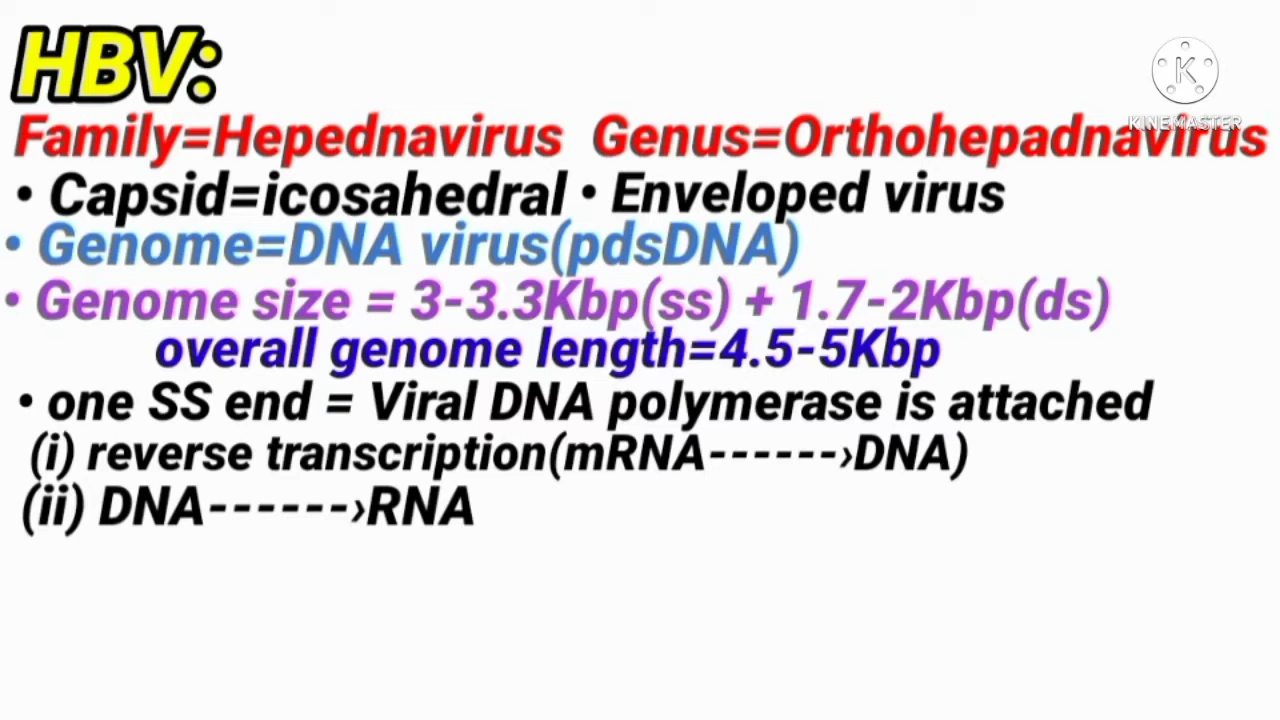 HBV:
K
KINEMASTER
Family=Hepednavirus Genus=Orthohepadnavirus
• Capsid=icosahedral • Enveloped virus
• Genome=DNA virus(pdsDNA)
• Genome size = 3-3.3Kbp(ss) + 1.7-2Kbp(ds)
overall genome length=4.5-5Kbp
• one SS end = Viral DNA polymerase is attached
(i) reverse transcription(mRNA------›DNA)
(ii) DNA------›RNA